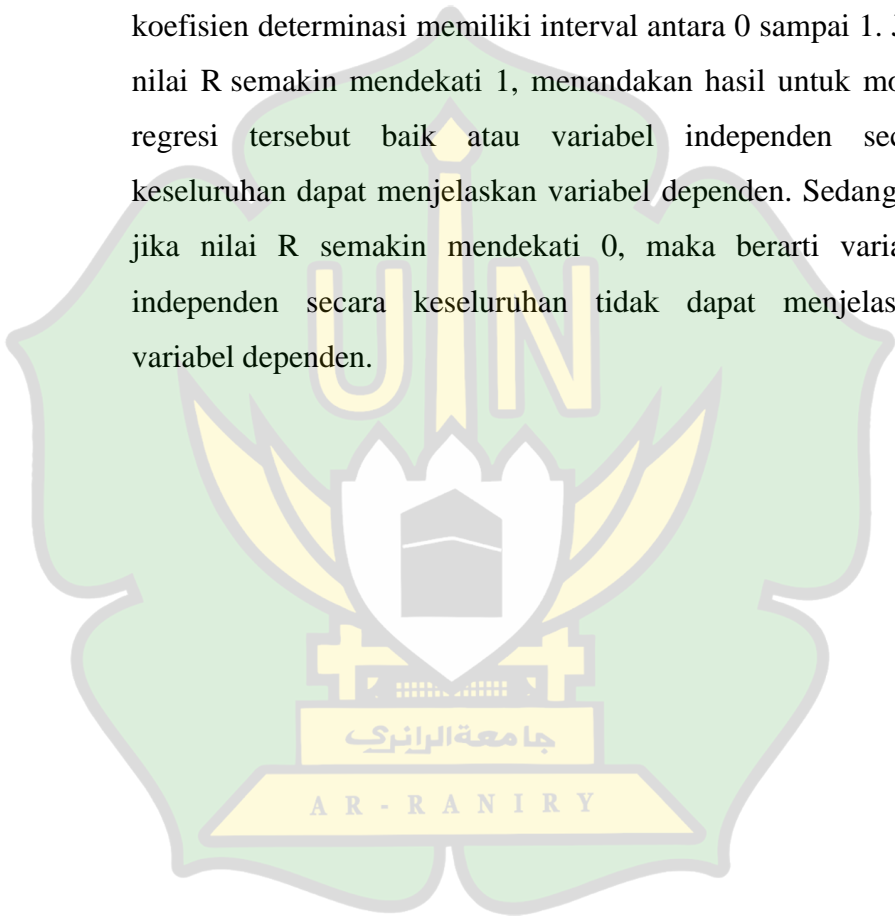 koefisien determinasi memiliki interval antara 0 sampai 1.
nilai R semakin mendekati 1, menandakan hasil untuk
regresi tersebut baik atau variabel independen
keseluruhan dapat menjelaskan variabel dependen.
jika nilai R semakin mendekati 0, maka berarti
independen secara keseluruhan tidak dapat
variabel dependen.
UIN
جامعةالرانري
AR-RANIRY